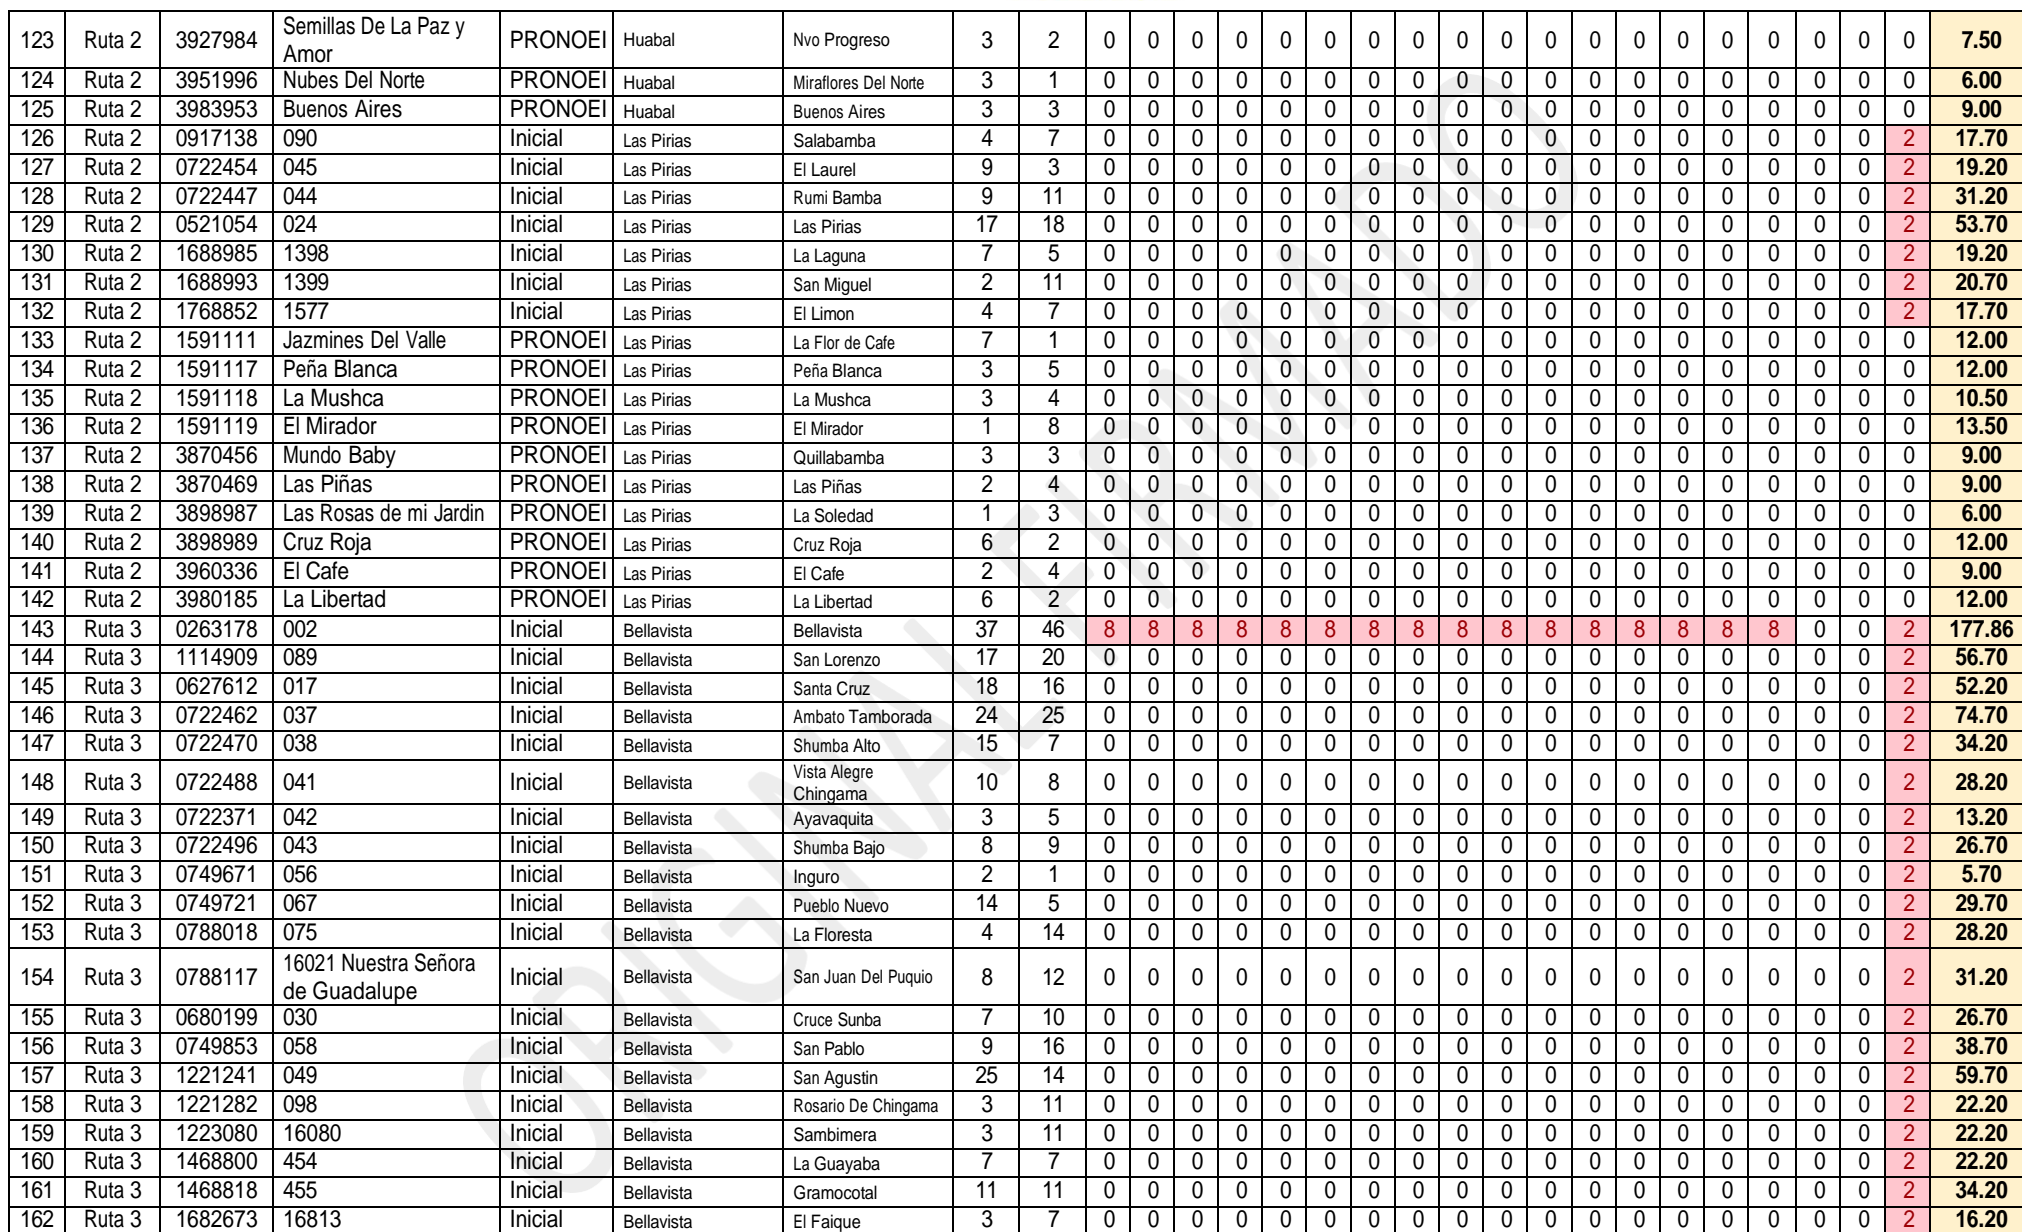 123 Ruta 2 3927984 Semillas De La Paz y Amor PRONOEI Huabal Nvo Progreso 3 2 0 0 0 0 0 0 0 0 0 0 0 0 0 0 0 0 0 0 0 7.50
124 Ruta 2 3951996 Nubes Del Norte PRONOEI Huabal Miraflores Del Norte 3 1 0 0 0 0 0 0 0 0 0 0 0 0 0 0 0 0 0 0 0 6.00
125 Ruta 2 3983953 Buenos Aires PRONOEI Huabal Buenos Aires 3 3 0 0 0 0 0 0 0 0 0 0 0 0 0 0 0 0 0 0 0 9.00
126 Ruta 2 0917138 090 Inicial Las Pirias Salabamba 4 7 0 0 0 0 0 0 0 0 0 0 0 0 0 0 0 0 0 0 2 17.70
127 Ruta 2 0722454 045 Inicial Las Pirias El Laurel 9 3 0 0 0 0 0 0 0 0 0 0 0 0 0 0 0 0 0 0 2 19.20
128 Ruta 2 0722447 044 Inicial Las Pirias Rumi Bamba 9 11 0 0 0 0 0 0 0 0 0 0 0 0 0 0 0 0 0 0 2 31.20
129 Ruta 2 0521054 024 Inicial Las Pirias Las Pirias 17 18 0 0 0 0 0 0 0 0 0 0 0 0 0 0 0 0 0 0 2 53.70
130 Ruta 2 1688985 1398 Inicial Las Pirias La Laguna 7 5 0 0 0 0 0 0 0 0 0 0 0 0 0 0 0 0 0 0 2 19.20
131 Ruta 2 1688993 1399 Inicial Las Pirias San Miguel 2 11 0 0 0 0 0 0 0 0 0 0 0 0 0 0 0 0 0 0 2 20.70
132 Ruta 2 1768852 1577 Inicial Las Pirias El Limon 4 7 0 0 0 0 0 0 0 0 0 0 0 0 0 0 0 0 0 0 2 17.70
133 Ruta 2 1591111 Jazmines Del Valle PRONOEI Las Pirias La Flor de Cafe 7 1 0 0 0 0 0 0 0 0 0 0 0 0 0 0 0 0 0 0 0 12.00
134 Ruta 2 1591117 Peña Blanca PRONOEI Las Pirias Peña Blanca 3 5 0 0 0 0 0 0 0 0 0 0 0 0 0 0 0 0 0 0 0 12.00
135 Ruta 2 1591118 La Mushca PRONOEI Las Pirias La Mushca 3 4 0 0 0 0 0 0 0 0 0 0 0 0 0 0 0 0 0 0 0 10.50
136 Ruta 2 1591119 El Mirador PRONOEI Las Pirias El Mirador 1 8 0 0 0 0 0 0 0 0 0 0 0 0 0 0 0 0 0 0 0 13.50
137 Ruta 2 3870456 Mundo Baby PRONOEI Las Pirias Quillabamba 3 3 0 0 0 0 0 0 0 0 0 0 0 0 0 0 0 0 0 0 0 9.00
138 Ruta 2 3870469 Las Piñas PRONOEI Las Pirias Las Piñas 2 4 0 0 0 0 0 0 0 0 0 0 0 0 0 0 0 0 0 0 0 9.00
139 Ruta 2 3898987 Las Rosas de mi Jardin PRONOEI Las Pirias La Soledad 1 3 0 0 0 0 0 0 0 0 0 0 0 0 0 0 0 0 0 0 0 6.00
140 Ruta 2 3898989 Cruz Roja PRONOEI Las Pirias Cruz Roja 6 2 0 0 0 0 0 0 0 0 0 0 0 0 0 0 0 0 0 0 0 12.00
141 Ruta 2 3960336 El Cafe PRONOEI Las Pirias El Cafe 2 4 0 0 0 0 0 0 0 0 0 0 0 0 0 0 0 0 0 0 0 9.00
142 Ruta 2 3980185 La Libertad PRONOEI Las Pirias La Libertad 6 2 0 0 0 0 0 0 0 0 0 0 0 0 0 0 0 0 0 0 0 12.00
143 Ruta 3 0263178 002 Inicial Bellavista Bellavista 37 46 8 8 8 8 8 8 8 8 8 8 8 8 8 8 8 8 0 0 2 177.86
144 Ruta 3 1114909 089 Inicial Bellavista San Lorenzo 17 20 0 0 0 0 0 0 0 0 0 0 0 0 0 0 0 0 0 0 2 56.70
145 Ruta 3 0627612 017 Inicial Bellavista Santa Cruz 18 16 0 0 0 0 0 0 0 0 0 0 0 0 0 0 0 0 0 0 2 52.20
146 Ruta 3 0722462 037 Inicial Bellavista Ambato Tamborada 24 25 0 0 0 0 0 0 0 0 0 0 0 0 0 0 0 0 0 0 2 74.70
147 Ruta 3 0722470 038 Inicial Bellavista Shumba Alto 15 7 0 0 0 0 0 0 0 0 0 0 0 0 0 0 0 0 0 0 2 34.20
148 Ruta 3 0722488 041 Inicial Bellavista Vista Alegre Chingama 10 8 0 0 0 0 0 0 0 0 0 0 0 0 0 0 0 0 0 0 2 28.20
149 Ruta 3 0722371 042 Inicial Bellavista Ayavaquita 3 5 0 0 0 0 0 0 0 0 0 0 0 0 0 0 0 0 0 0 2 13.20
150 Ruta 3 0722496 043 Inicial Bellavista Shumba Bajo 8 9 0 0 0 0 0 0 0 0 0 0 0 0 0 0 0 0 0 0 2 26.70
151 Ruta 3 0749671 056 Inicial Bellavista Inguro 2 1 0 0 0 0 0 0 0 0 0 0 0 0 0 0 0 0 0 0 2 5.70
152 Ruta 3 0749721 067 Inicial Bellavista Pueblo Nuevo 14 5 0 0 0 0 0 0 0 0 0 0 0 0 0 0 0 0 0 0 2 29.70
153 Ruta 3 0788018 075 Inicial Bellavista La Floresta 4 14 0 0 0 0 0 0 0 0 0 0 0 0 0 0 0 0 0 0 2 28.20
154 Ruta 3 0788117 16021 Nuestra Señora de Guadalupe Inicial Bellavista San Juan Del Puquio 8 12 0 0 0 0 0 0 0 0 0 0 0 0 0 0 0 0 0 0 2 31.20
155 Ruta 3 0680199 030 Inicial Bellavista Cruce Sunba 7 10 0 0 0 0 0 0 0 0 0 0 0 0 0 0 0 0 0 0 2 26.70
156 Ruta 3 0749853 058 Inicial Bellavista San Pablo 9 16 0 0 0 0 0 0 0 0 0 0 0 0 0 0 0 0 0 0 2 38.70
157 Ruta 3 1221241 049 Inicial Bellavista San Agustin 25 14 0 0 0 0 0 0 0 0 0 0 0 0 0 0 0 0 0 0 2 59.70
158 Ruta 3 1221282 098 Inicial Bellavista Rosario De Chingama 3 11 0 0 0 0 0 0 0 0 0 0 0 0 0 0 0 0 0 0 2 22.20
159 Ruta 3 1223080 16080 Inicial Bellavista Sambimera 3 11 0 0 0 0 0 0 0 0 0 0 0 0 0 0 0 0 0 0 2 22.20
160 Ruta 3 1468800 454 Inicial Bellavista La Guayaba 7 7 0 0 0 0 0 0 0 0 0 0 0 0 0 0 0 0 0 0 2 22.20
161 Ruta 3 1468818 455 Inicial Bellavista Gramocotal 11 11 0 0 0 0 0 0 0 0 0 0 0 0 0 0 0 0 0 0 2 34.20
162 Ruta 3 1682673 16813 Inicial Bellavista El Faique 3 7 0 0 0 0 0 0 0 0 0 0 0 0 0 0 0 0 0 0 2 16.20
ORIGINAL FIRMADO